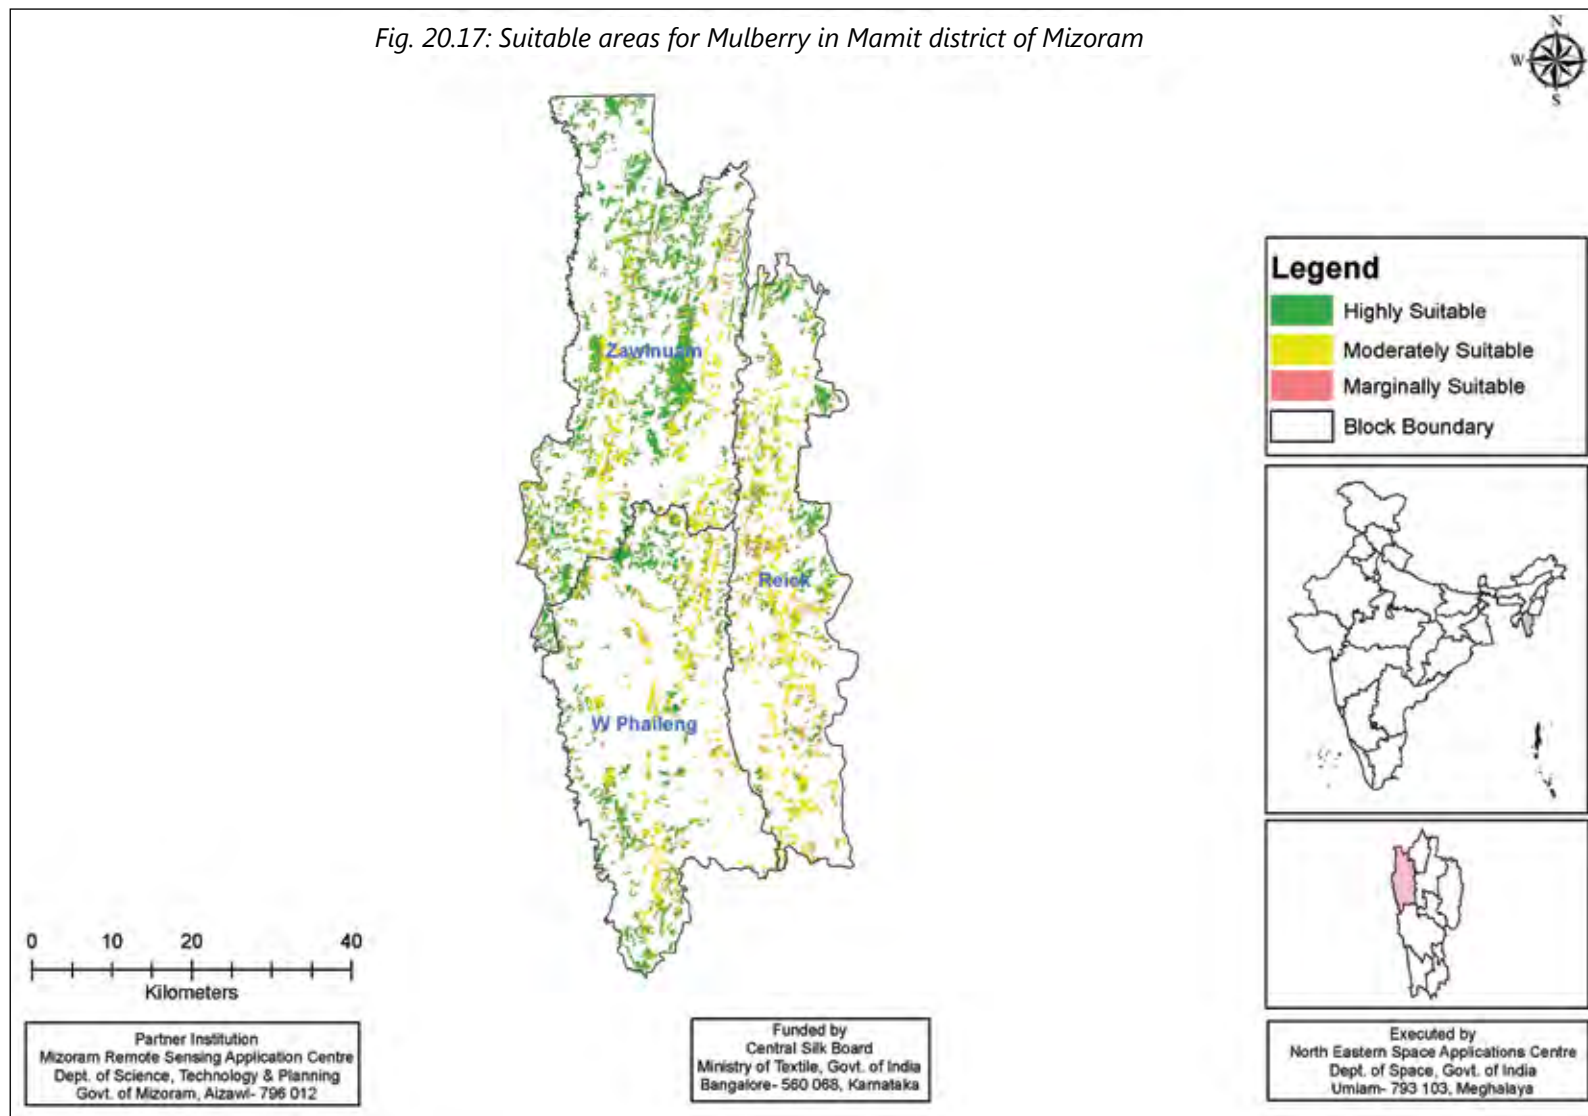 Fig. 20.17: Suitable areas for Mulberry in Mamit district of Mizoram
N
W
S
Legend
Highly Suitable
Moderately Suitable
Marginally Suitable
Block Boundary
Zawlnuam
Reiek
W Phaileng
0 10 20 40
Kilometers
Partner Institution
Mizoram Remote Sensing Application Centre
Dept. of Science, Technology & Planning
Govt. of Mizoram, Aizawl- 796 012
Funded by
Central Silk Board
Ministry of Textile, Govt. of India
Bangalore- 560 068, Karnataka
Executed by
North Eastern Space Applications Centre
Dept. of Space, Govt. of India
Umiam- 793 103, Meghalaya